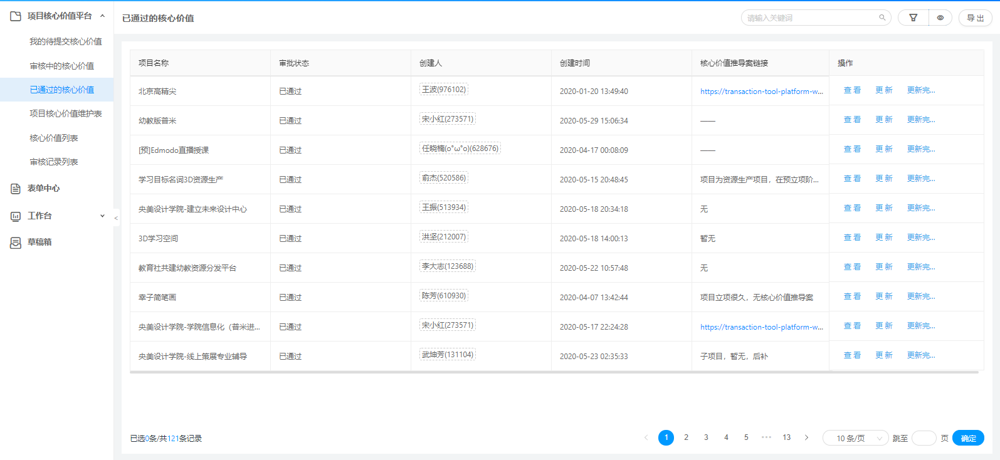 项目核心价值平台
我的待提交核心价值
审核中的核心价值
已通过的核心价值
项目核心价值维护表
核心价值列表
审核记录列表
表单中心
工作台
草稿箱
<
已通过的核心价值
请输入关键词
导 出
项目名称 审批状态 创建人 创建时间 核心价值推导案链接 操作
北京高精尖 已通过 王波(976102) 2020-01-20 13:49:40 https://transaction-tool-platform-w... 查 看 更 新 更新完...
幼教版普米 已通过 宋小红(273571) 2020-05-29 15:06:34 —— 查 看 更 新 更新完...
[预]Edmodo直播授课 已通过 任晓楠(o°ω°o)(628676) 2020-04-17 00:08:09 —— 查 看 更 新 更新完...
学习目标名词3D资源生产 已通过 俞杰(520586) 2020-05-15 20:48:45 项目为资源生产项目，在预立项阶... 查 看 更 新 更新完...
央美设计学院-建立未来设计中心 已通过 王振(513934) 2020-05-18 20:34:18 无 查 看 更 新 更新完...
3D学习空间 已通过 洪坚(212007) 2020-05-18 14:00:13 暂无 查 看 更 新 更新完...
教育社共建幼教资源分发平台 已通过 李大志(123688) 2020-05-22 10:57:48 无 查 看 更 新 更新完...
幸子简笔画 已通过 陈芳(610930) 2020-04-07 13:42:44 项目立项很久，无核心价值推导案 查 看 更 新 更新完...
央美设计学院-学院信息化（普米进... 已通过 宋小红(273571) 2020-05-17 22:24:28 https://transaction-tool-platform-w... 查 看 更 新 更新完...
央美设计学院-线上策展专业辅导 已通过 武坤芳(131104) 2020-05-23 02:35:33 子项目，暂无，后补 查 看 更 新 更新完...
已选0条/共121条记录
1 2 3 4 5 ••• 13 10 条/页 跳至 页 确定